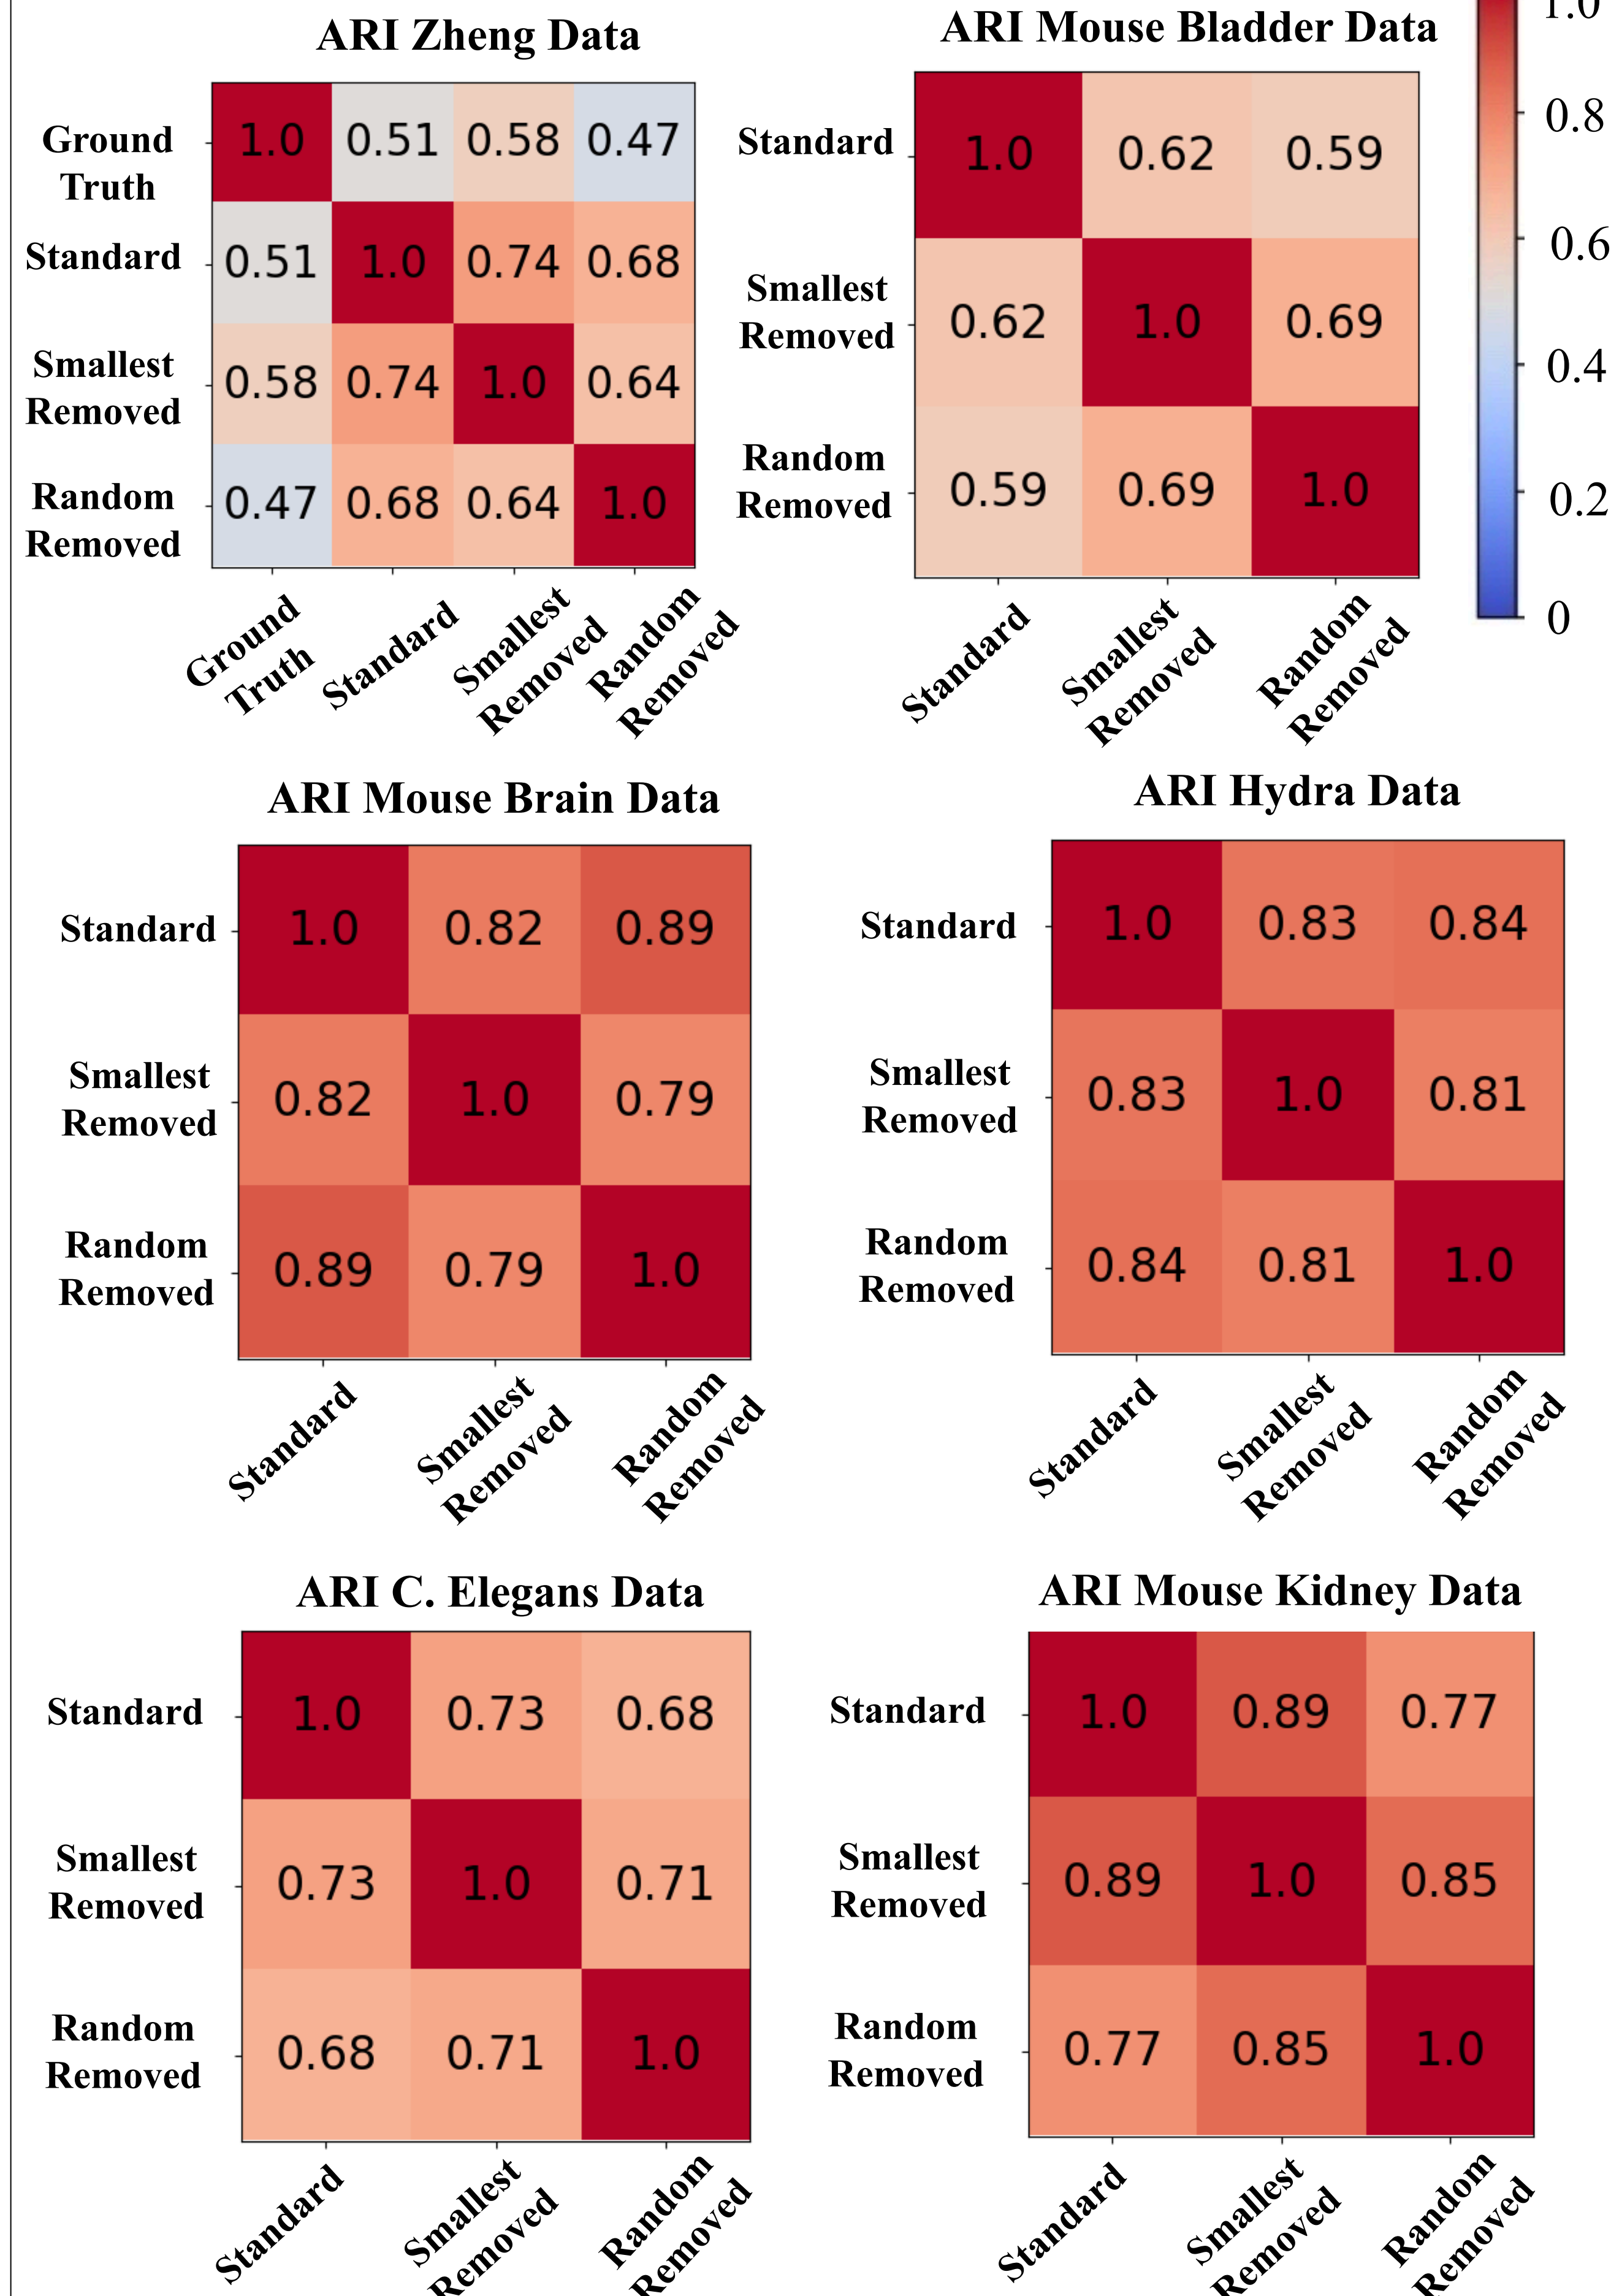 ARI Zheng Data
Ground
Truth
1.0 0.51 0.58 0.47
Standard
0.51 1.0 0.74 0.68
Smallest
Removed
0.58 0.74 1.0 0.64
Random
Removed
0.47 0.68 0.64 1.0
Ground
Truth
Standard
Smallest
Removed
Random
Removed
ARI Mouse Bladder Data
Standard
1.0 0.62 0.59
Smallest
Removed
0.62 1.0 0.69
Random
Removed
0.59 0.69 1.0
Standard
Smallest
Removed
Random
Removed
1.0
0.8
0.6
0.4
0.2
0
ARI Mouse Brain Data
Standard
1.0 0.82 0.89
Smallest
Removed
0.82 1.0 0.79
Random
Removed
0.89 0.79 1.0
Standard
Smallest
Removed
Random
Removed
ARI Hydra Data
Standard
1.0 0.83 0.84
Smallest
Removed
0.83 1.0 0.81
Random
Removed
0.84 0.81 1.0
Standard
Smallest
Removed
Random
Removed
ARI C. Elegans Data
Standard
1.0 0.73 0.68
Smallest
Removed
0.73 1.0 0.71
Random
Removed
0.68 0.71 1.0
Standard
Smallest
Removed
Random
Removed
ARI Mouse Kidney Data
Standard
1.0 0.89 0.77
Smallest
Removed
0.89 1.0 0.85
Random
Removed
0.77 0.85 1.0
Standard
Smallest
Removed
Random
Removed